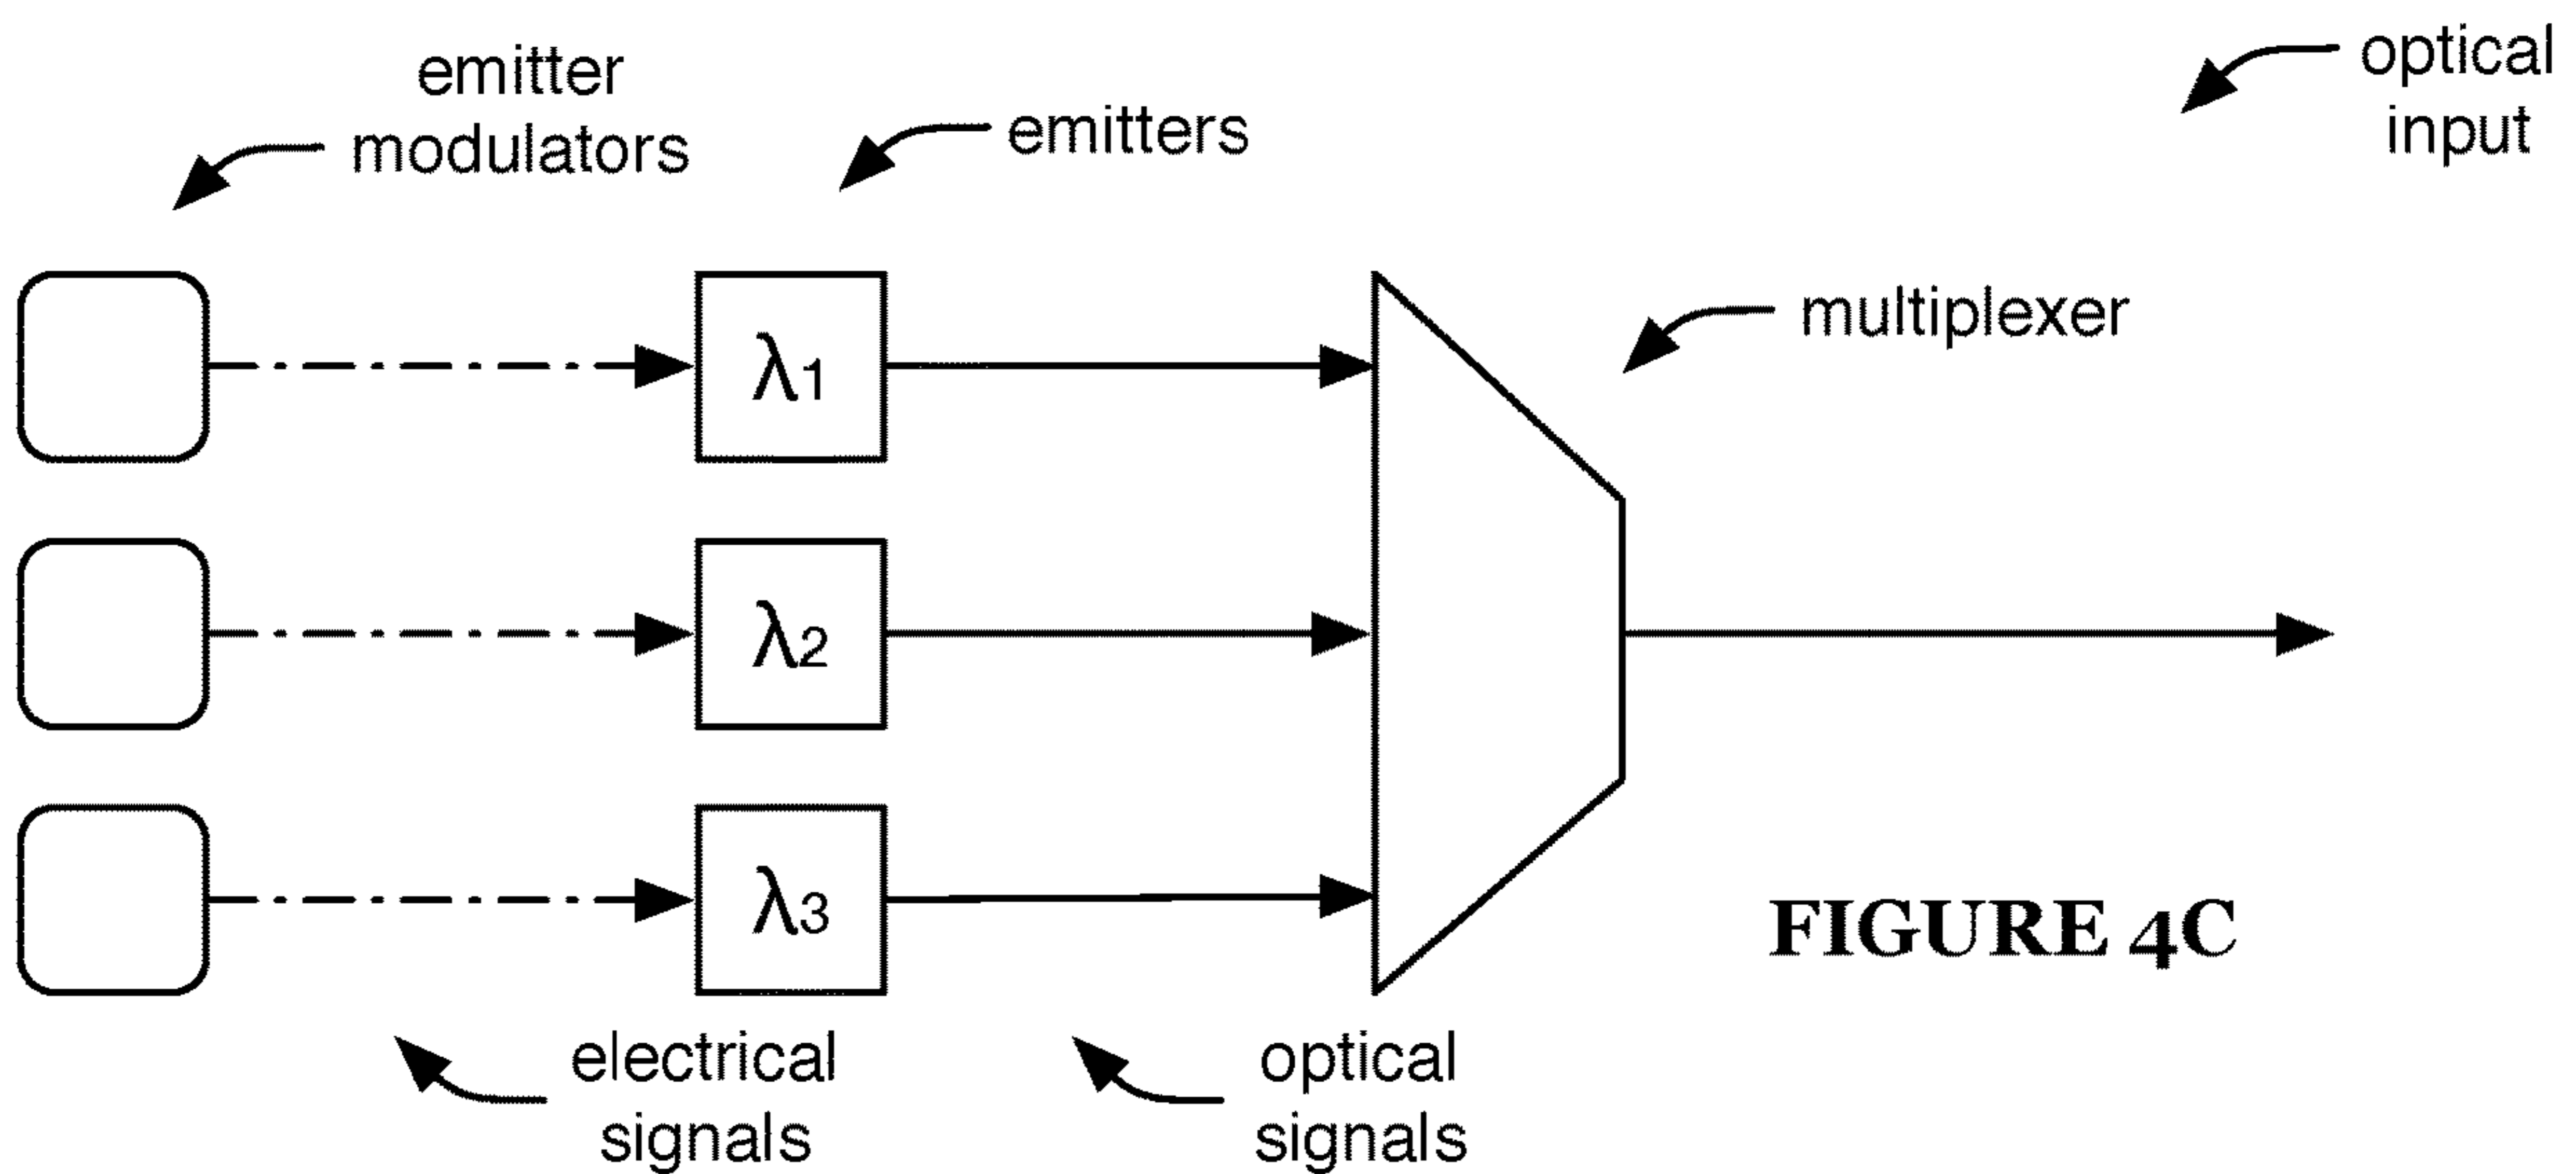 emitter
modulators
emitters
optical
input
multiplexer
λ1
λ2
λ3
FIGURE 4C
electrical
signals
optical
signals